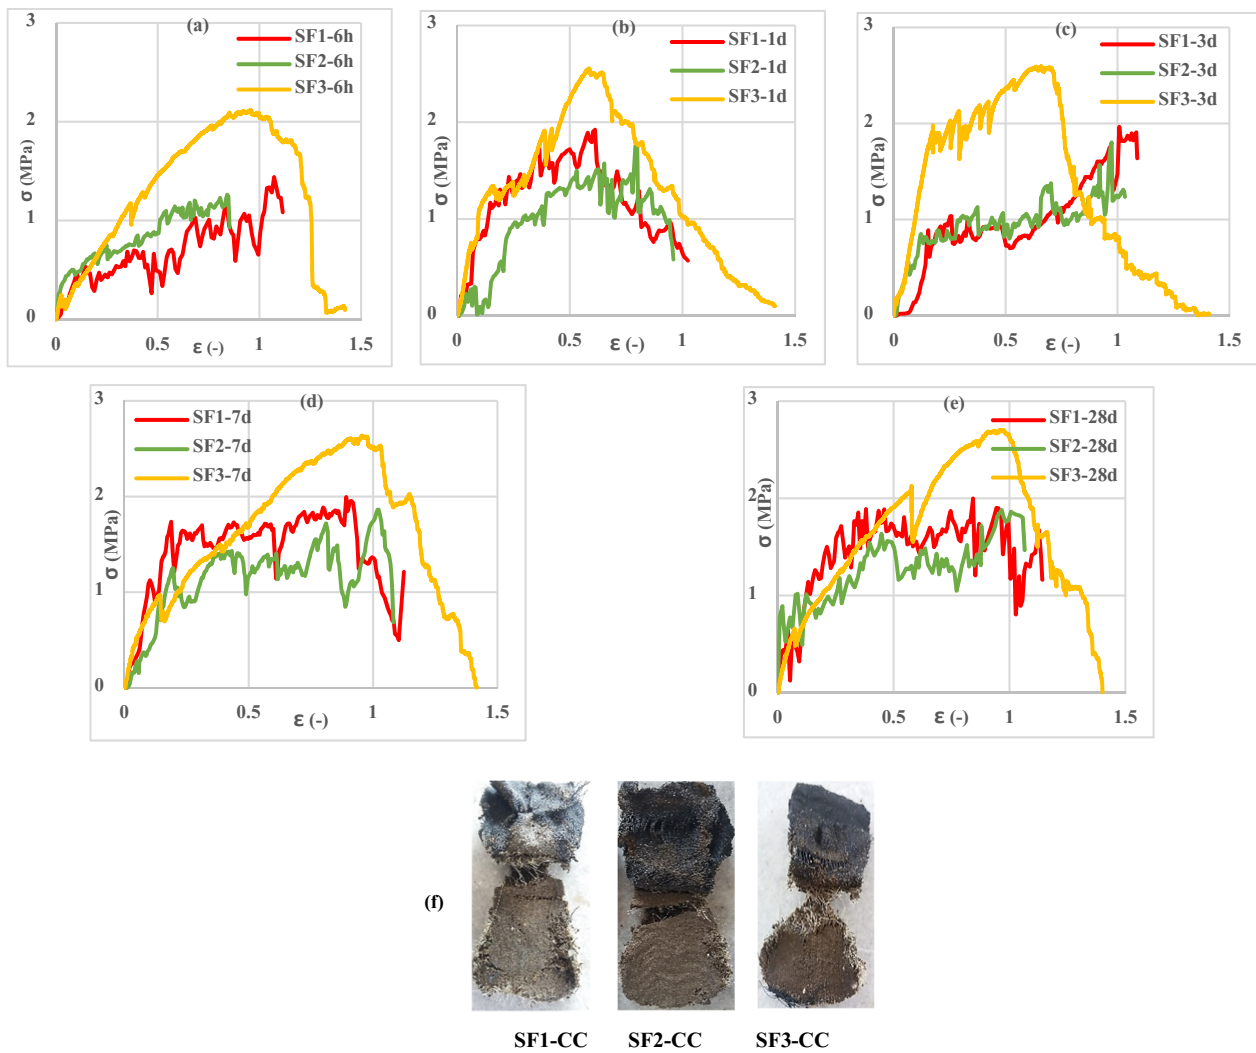 (a)
SF1-6h
SF2-6h
SF3-6h
3
2
1
0
σ (MPa)
0
0.5
1
1.5
ε (-)
(b)
SF1-1d
SF2-1d
SF3-1d
3
2
1
0
σ (MPa)
0
0.5
1
1.5
ε (-)
(c)
SF1-3d
SF2-3d
SF3-3d
3
2
1
0
σ (MPa)
0
0.5
1
1.5
ε (-)
(d)
SF1-7d
SF2-7d
SF3-7d
3
2
1
0
σ (MPa)
0
0.5
1
1.5
ε (-)
(e)
SF1-28d
SF2-28d
SF3-28d
3
2
1
0
σ (MPa)
0
0.5
1
1.5
ε (-)
(f)
SF1-CC SF2-CC SF3-CC